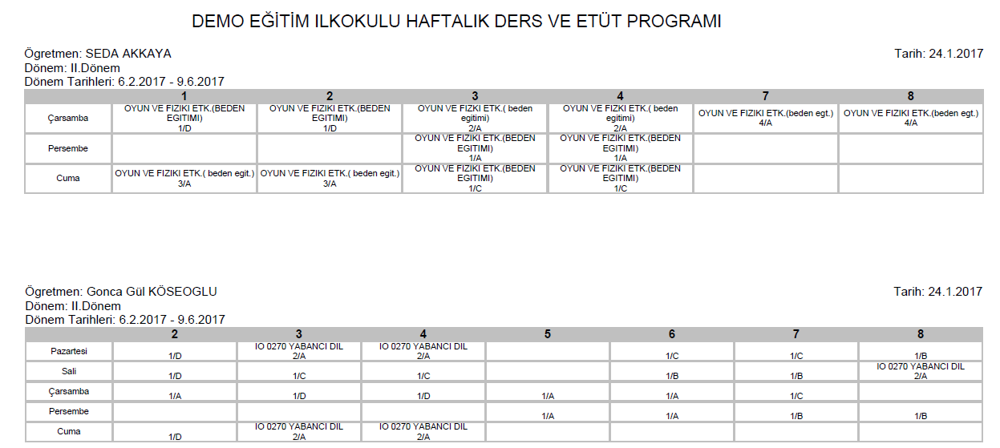 DEMO EĞİTİM ILKOKULU HAFTALIK DERS VE ETÜT PROGRAMI
Ögretmen: SEDA AKKAYA Tarih: 24.1.2017
Dönem: II.Dönem
Dönem Tarihleri: 6.2.2017 - 9.6.2017
1 2 3 4 7 8
Çarsamba OYUN VE FIZIKI ETK.(BEDEN EGITIMI) 1/D OYUN VE FIZIKI ETK.(BEDEN EGITIMI) 1/D OYUN VE FIZIKI ETK.( beden egitimi) 2/A OYUN VE FIZIKI ETK.( beden egitimi) 2/A OYUN VE FIZIKI ETK.(beden egt.) 4/A OYUN VE FIZIKI ETK.(beden egt.) 4/A
Persembe OYUN VE FIZIKI ETK.(BEDEN EGITIMI) 1/A OYUN VE FIZIKI ETK.(BEDEN EGITIMI) 1/A
Cuma OYUN VE FIZIKI ETK.( beden egit.) 3/A OYUN VE FIZIKI ETK.( beden egit.) 3/A OYUN VE FIZIKI ETK.(BEDEN EGITIMI) 1/C OYUN VE FIZIKI ETK.(BEDEN EGITIMI) 1/C
Ögretmen: Gonca Gül KÖSEOGLU Tarih: 24.1.2017
Dönem: II.Dönem
Dönem Tarihleri: 6.2.2017 - 9.6.2017
2 3 4 5 6 7 8
Pazartesi 1/D IO 0270 YABANCI DIL 2/A IO 0270 YABANCI DIL 2/A 1/C 1/C 1/B
Sali 1/D 1/C 1/C 1/B 1/B IO 0270 YABANCI DIL 2/A
Çarsamba 1/A 1/D 1/D 1/A 1/A 1/C
Persembe 1/A 1/A 1/B 1/B
Cuma 1/D IO 0270 YABANCI DIL 2/A IO 0270 YABANCI DIL 2/A